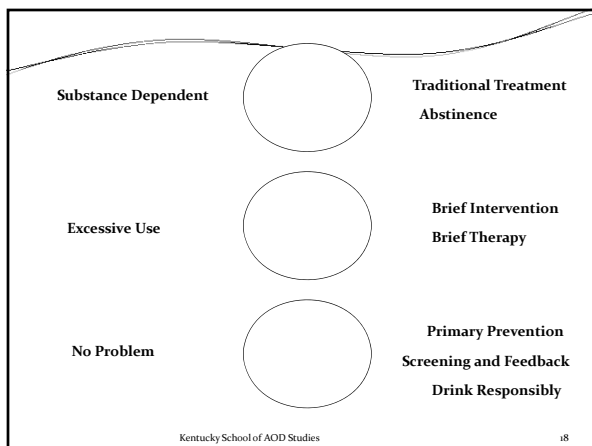 Substance Dependent
Traditional Treatment
Abstinence
Excessive Use
Brief Intervention
Brief Therapy
No Problem
Primary Prevention
Screening and Feedback
Drink Responsibly
Kentucky School of AOD Studies
18